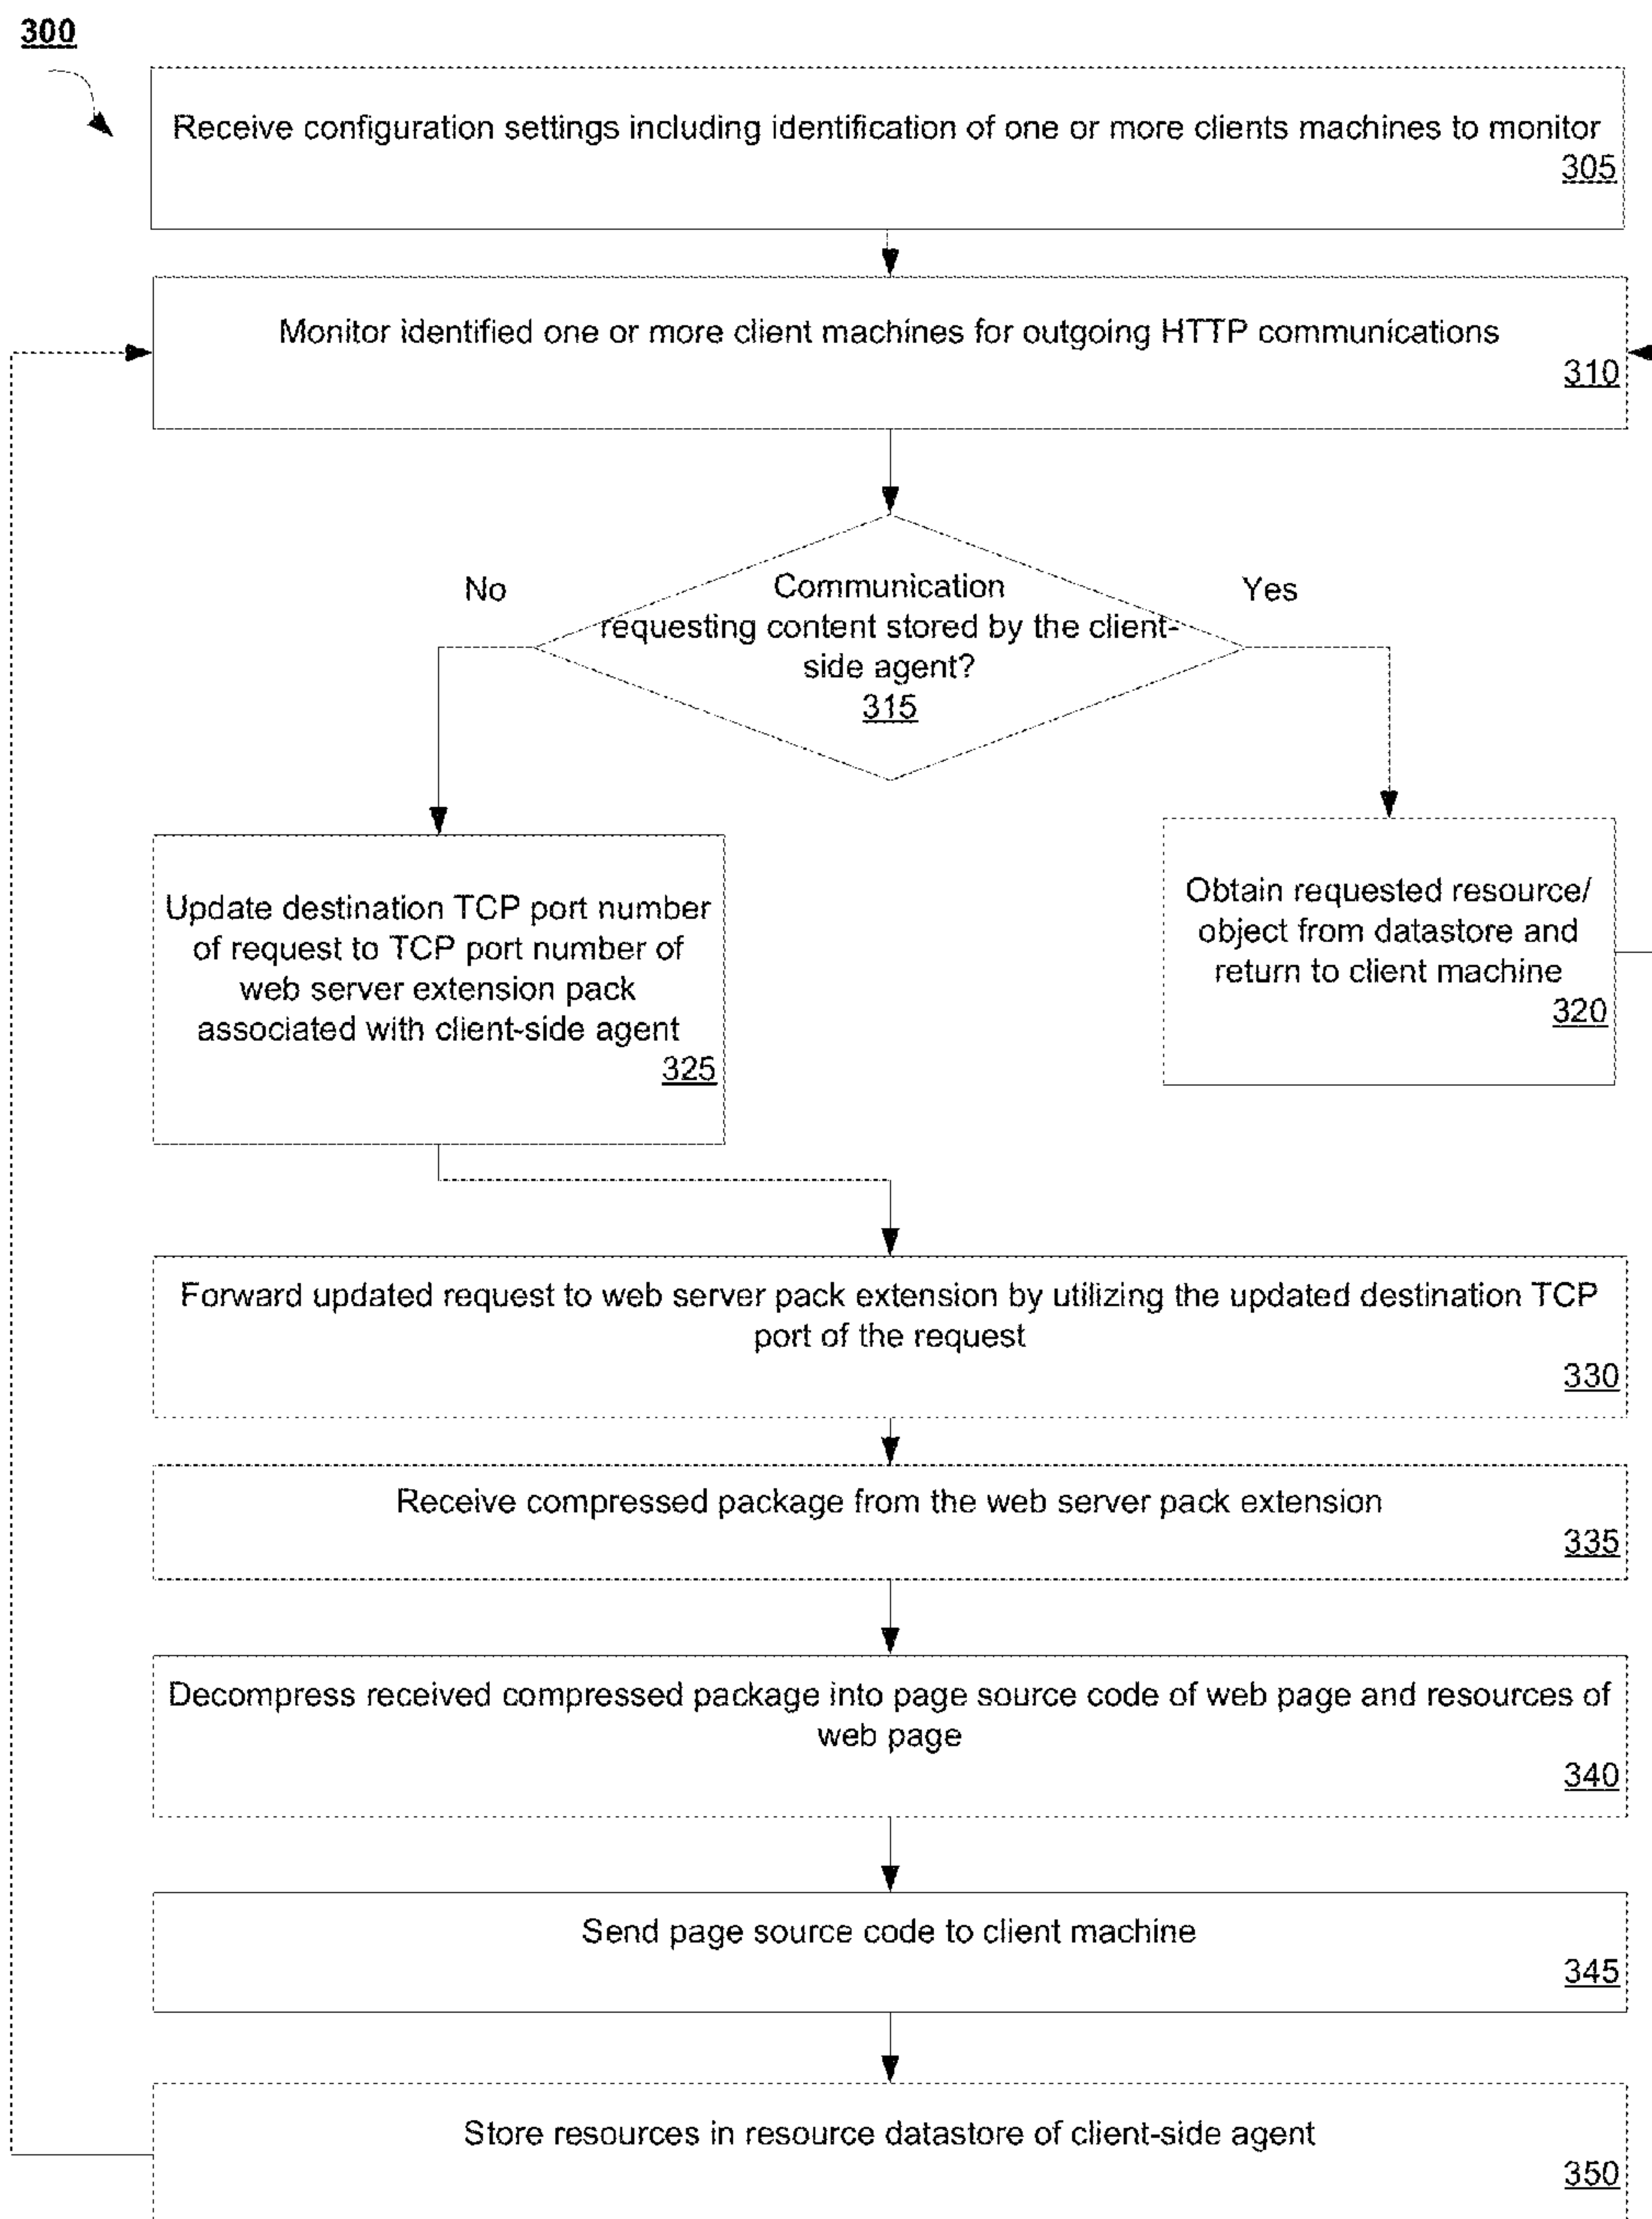 300
Receive configuration settings including identification of one or more clients machines to monitor
305
Monitor identified one or more client machines for outgoing HTTP communications
310
No
Communication
requesting content stored by the client-
side agent?
315
Yes
Update destination TCP port number
of request to TCP port number of
web server extension pack
associated with client-side agent
325
Obtain requested resource/
object from datastore and
return to client machine
320
Forward updated request to web server pack extension by utilizing the updated destination TCP
port of the request
330
Receive compressed package from the web server pack extension
335
Decompress received compressed package into page source code of web page and resources of
web page
340
Send page source code to client machine
345
Store resources in resource datastore of client-side agent
350